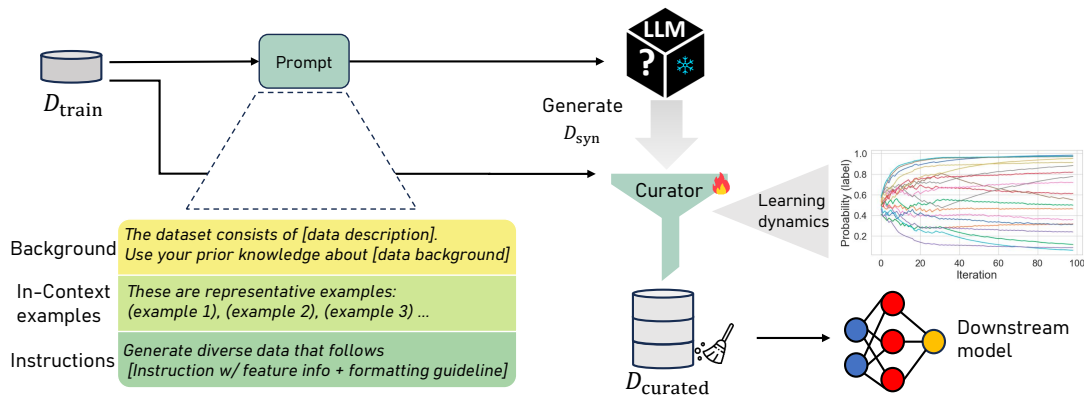 D_train
Prompt
LLM
?
Generate
D_syn
Curator
Learning
dynamics
Probability (label)
1.0
0.8
0.6
0.4
0.2
0 20 40 60 80 100
Iteration
Background
The dataset consists of [data description].
Use your prior knowledge about [data background]
In-Context
examples
These are representative examples:
(example 1), (example 2), (example 3) ...
Instructions
Generate diverse data that follows
[Instruction w/ feature info + formatting guideline]
D_curated
Downstream
model